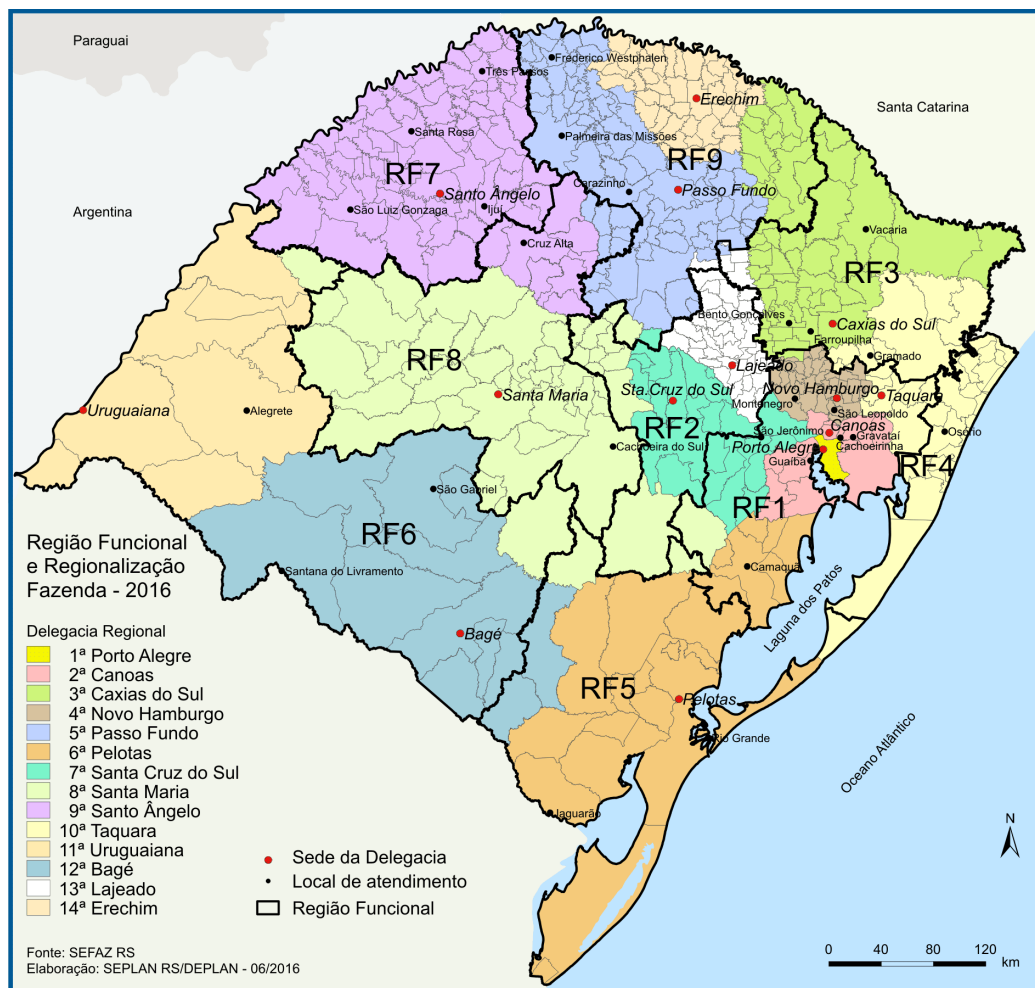 Paraguai
Frederico Westphalen
Três Passos
Erechim
Santa Catarina
Santa Rosa
Palmeira das Missões
RF9
RF7
Carazinho
Passo Fundo
Santo Ângelo
Argentina
São Luiz Gonzaga
Ijuí
Vacaria
Cruz Alta
RF3
Bento Gonçalves
Caxias do Sul
Farroupilha
Gramado
RF8
Lajeado
Santa Maria
Sta.Cruz do Sul
Novo Hamburgo
Taquara
Montenegro
Uruguaiana
Alegrete
São Leopoldo
RF2
São Jerônimo
Canoas
Osório
Gravataí
Cachoeira do Sul
Porto Alegre
Cachoeirinha
Guaíba
RF4
São Gabriel
RF1
RF6
Santana do Livramento
Camaquã
Laguna dos Patos
Bagé
RF5
Pelotas
Rio Grande
Oceano Atlântico
Jaguarão
Região Funcional
e Regionalização
Fazenda - 2016
Delegacia Regional
1ª Porto Alegre
2ª Canoas
3ª Caxias do Sul
4ª Novo Hamburgo
5ª Passo Fundo
6ª Pelotas
7ª Santa Cruz do Sul
8ª Santa Maria
9ª Santo Ângelo
10ª Taquara
11ª Uruguaiana
12ª Bagé
13ª Lajeado
14ª Erechim
Sede da Delegacia
Local de atendimento
Região Funcional
Fonte: SEFAZ RS
Elaboração: SEPLAN RS/DEPLAN - 06/2016
N
0 40 80 120
km